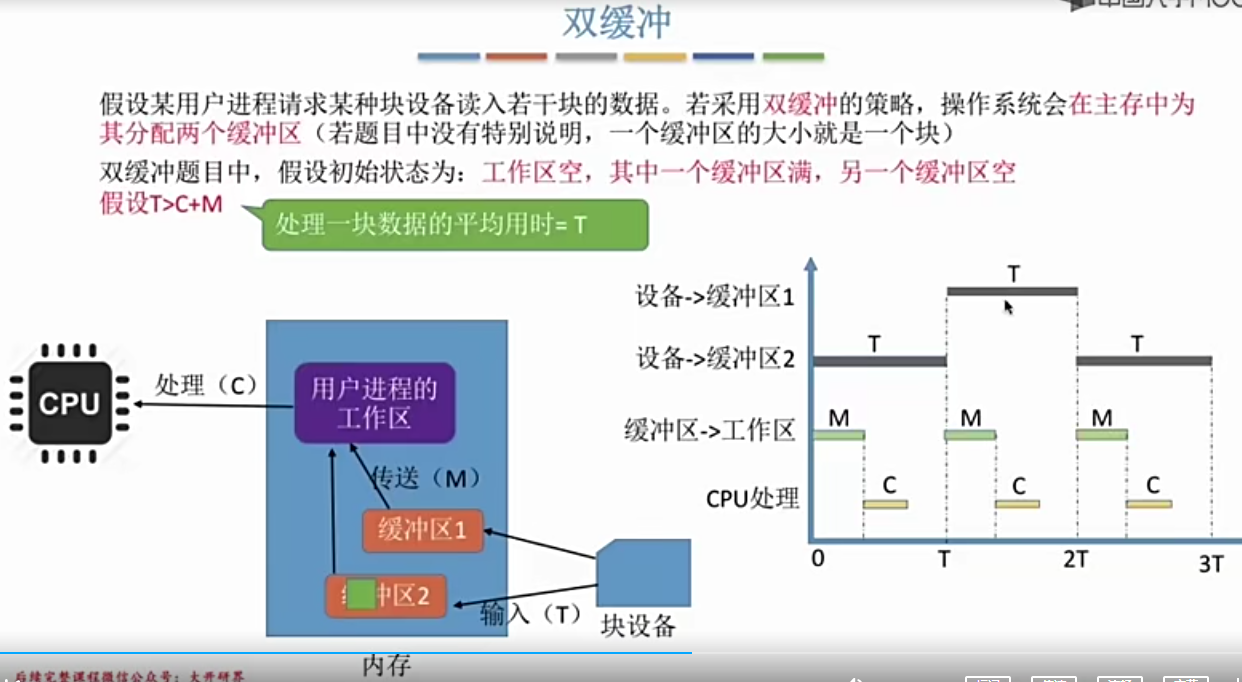 双缓冲
假设某用户进程请求某种块设备读入若干块的数据。若采用双缓冲的策略，操作系统会在主存中为
其分配两个缓冲区（若题目中没有特别说明，一个缓冲区的大小就是一个块）
双缓冲题目中，假设初始状态为：工作区空，其中一个缓冲区满，另一个缓冲区空
假设T>C+M
处理一块数据的平均用时= T
CPU
处理（C）
用户进程的
工作区
传送（M）
缓冲区1
冲区2
输入（T）
块设备
内存
设备->缓冲区1
T
设备->缓冲区2
T
T
缓冲区->工作区
M
M
M
CPU处理
C
C
C
0
T
2T
3T
后续完整课程微信公众号：大开研界